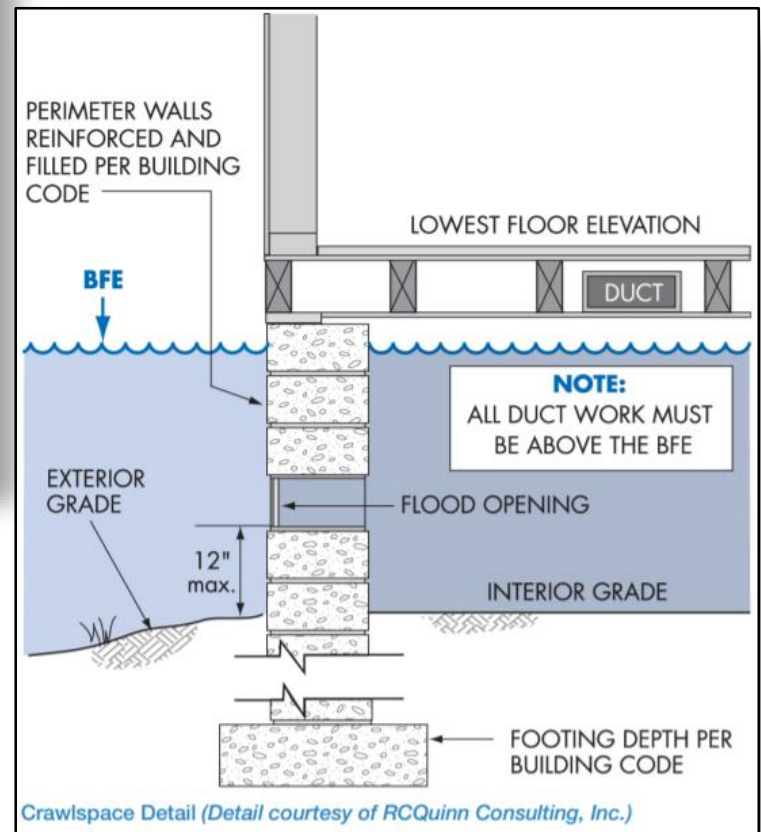 PERIMETER WALLS
REINFORCED AND
FILLED PER BUILDING
CODE
LOWEST FLOOR ELEVATION
BFE
DUCT
NOTE:
ALL DUCT WORK MUST
BE ABOVE THE BFE
EXTERIOR
GRADE
FLOOD OPENING
12"
max.
INTERIOR GRADE
FOOTING DEPTH PER
BUILDING CODE
Crawlspace Detail (Detail courtesy of RCQuinn Consulting, Inc.)